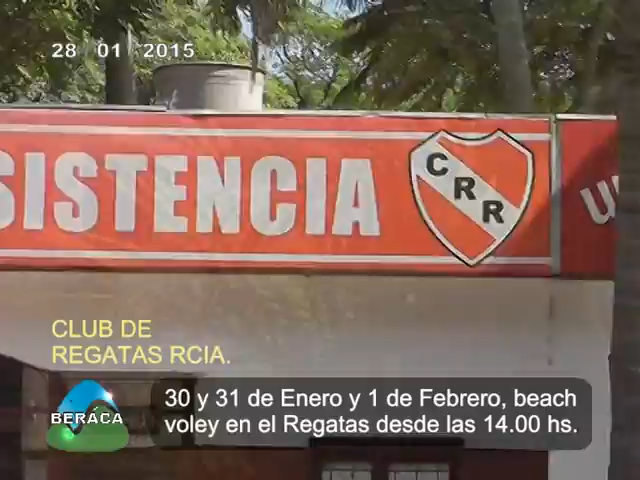 28 01 2015
SISTENCIA
CRR
CLUB DE
REGATAS RCIA.
BERACA
30 y 31 de Enero y 1 de Febrero, beach
voley en el Regatas desde las 14.00 hs.